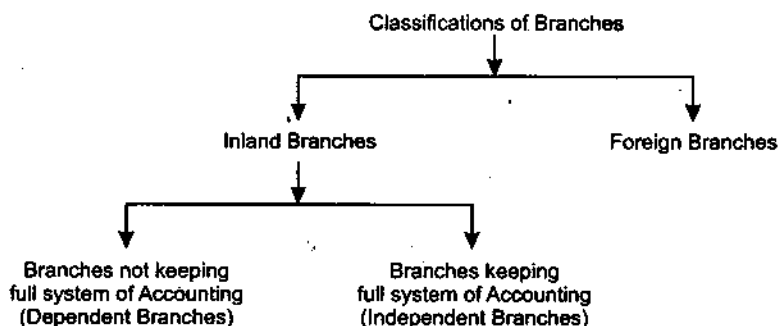 Classifications of Branches
Inland Branches
Foreign Branches
Branches not keeping
full system of Accounting
(Dependent Branches)
Branches keeping
full system of Accounting
(Independent Branches)